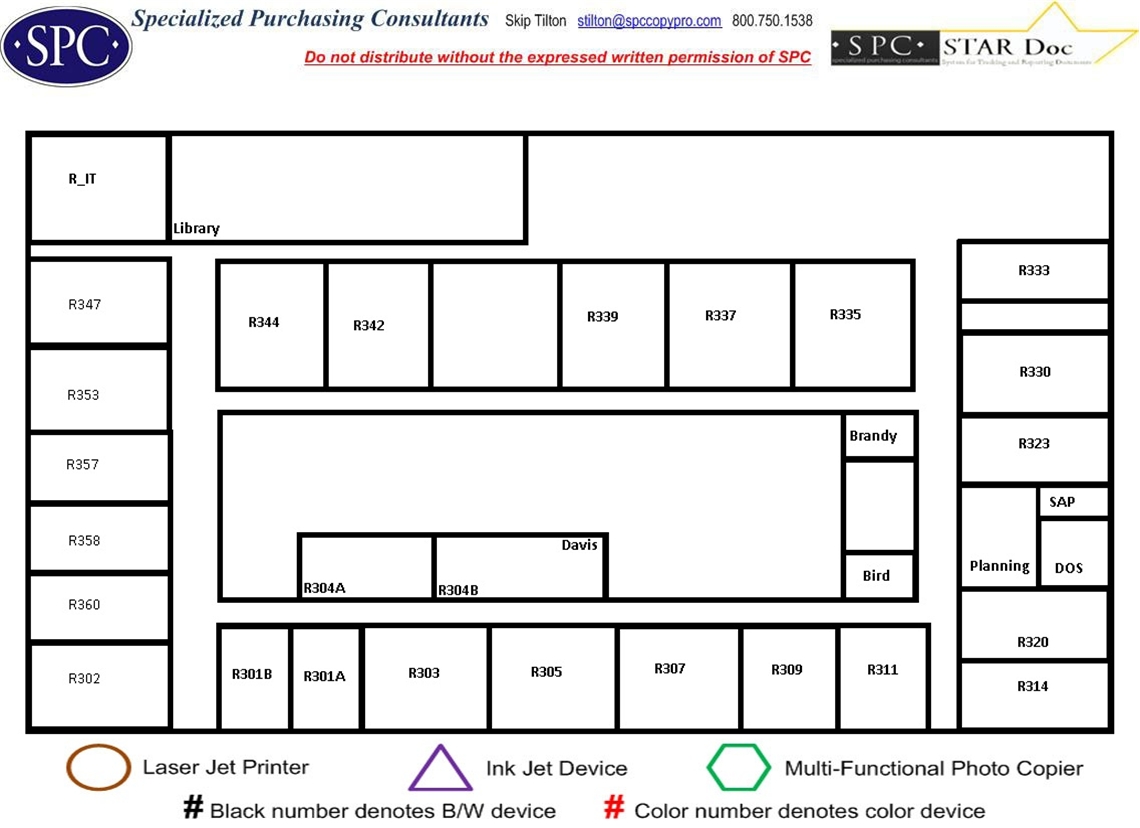 Specialized Purchasing Consultants Skip Tilton stilton@spccopypro.com 800.750.1538
·SPC·
Do not distribute without the expressed written permission of SPC
·SPC· STAR Doc
specialized purchasing consultants System for Tracking and Reporting Documents
R_IT
Library
R333
R347
R344
R342
R339
R337
R335
R330
R353
R323
Brandy
R357
SAP
R358
Davis
Planning
DOS
R304A
R304B
Bird
R360
R320
R302
R301B
R301A
R303
R305
R307
R309
R311
R314
Laser Jet Printer Ink Jet Device Multi-Functional Photo Copier
# Black number denotes B/W device # Color number denotes color device